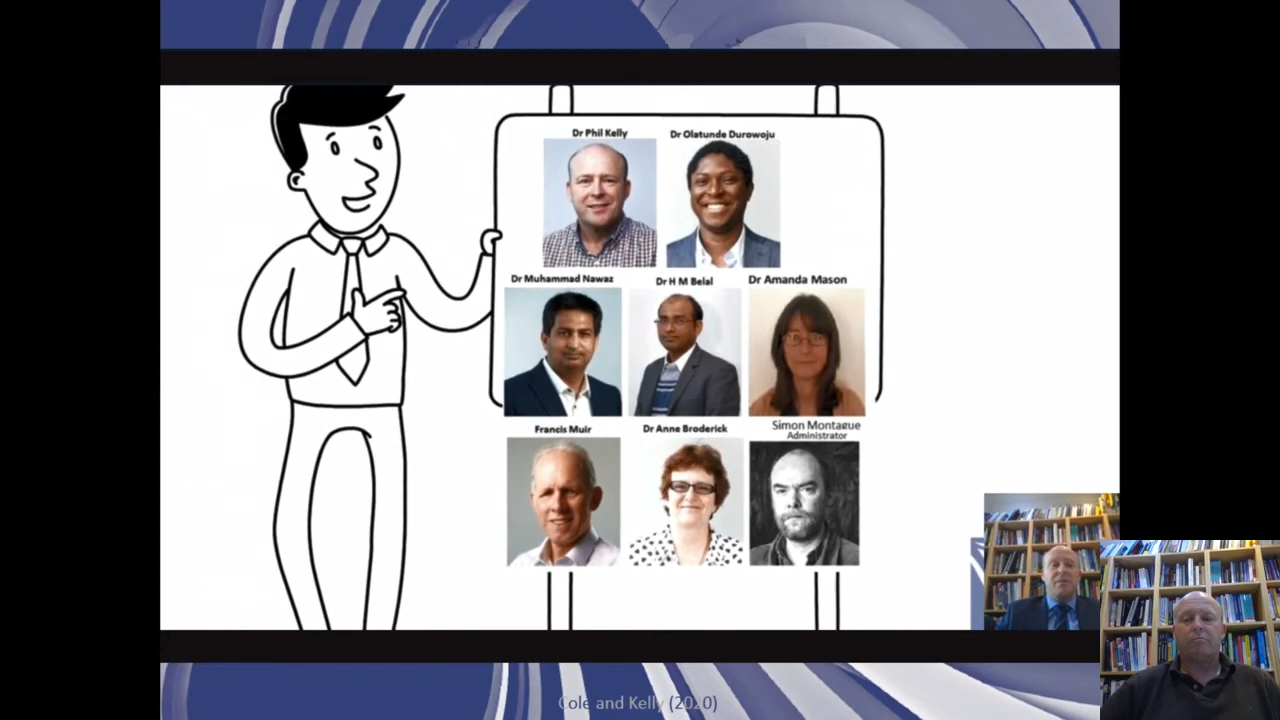 Dr Phil Kelly
Dr Olatunde Durowoju
Dr Muhammad Nawaz
Dr H M Belal
Dr Amanda Mason
Francis Muir
Dr Anne Broderick
Simon Montague
Administrator
Cole and Kelly (2020)